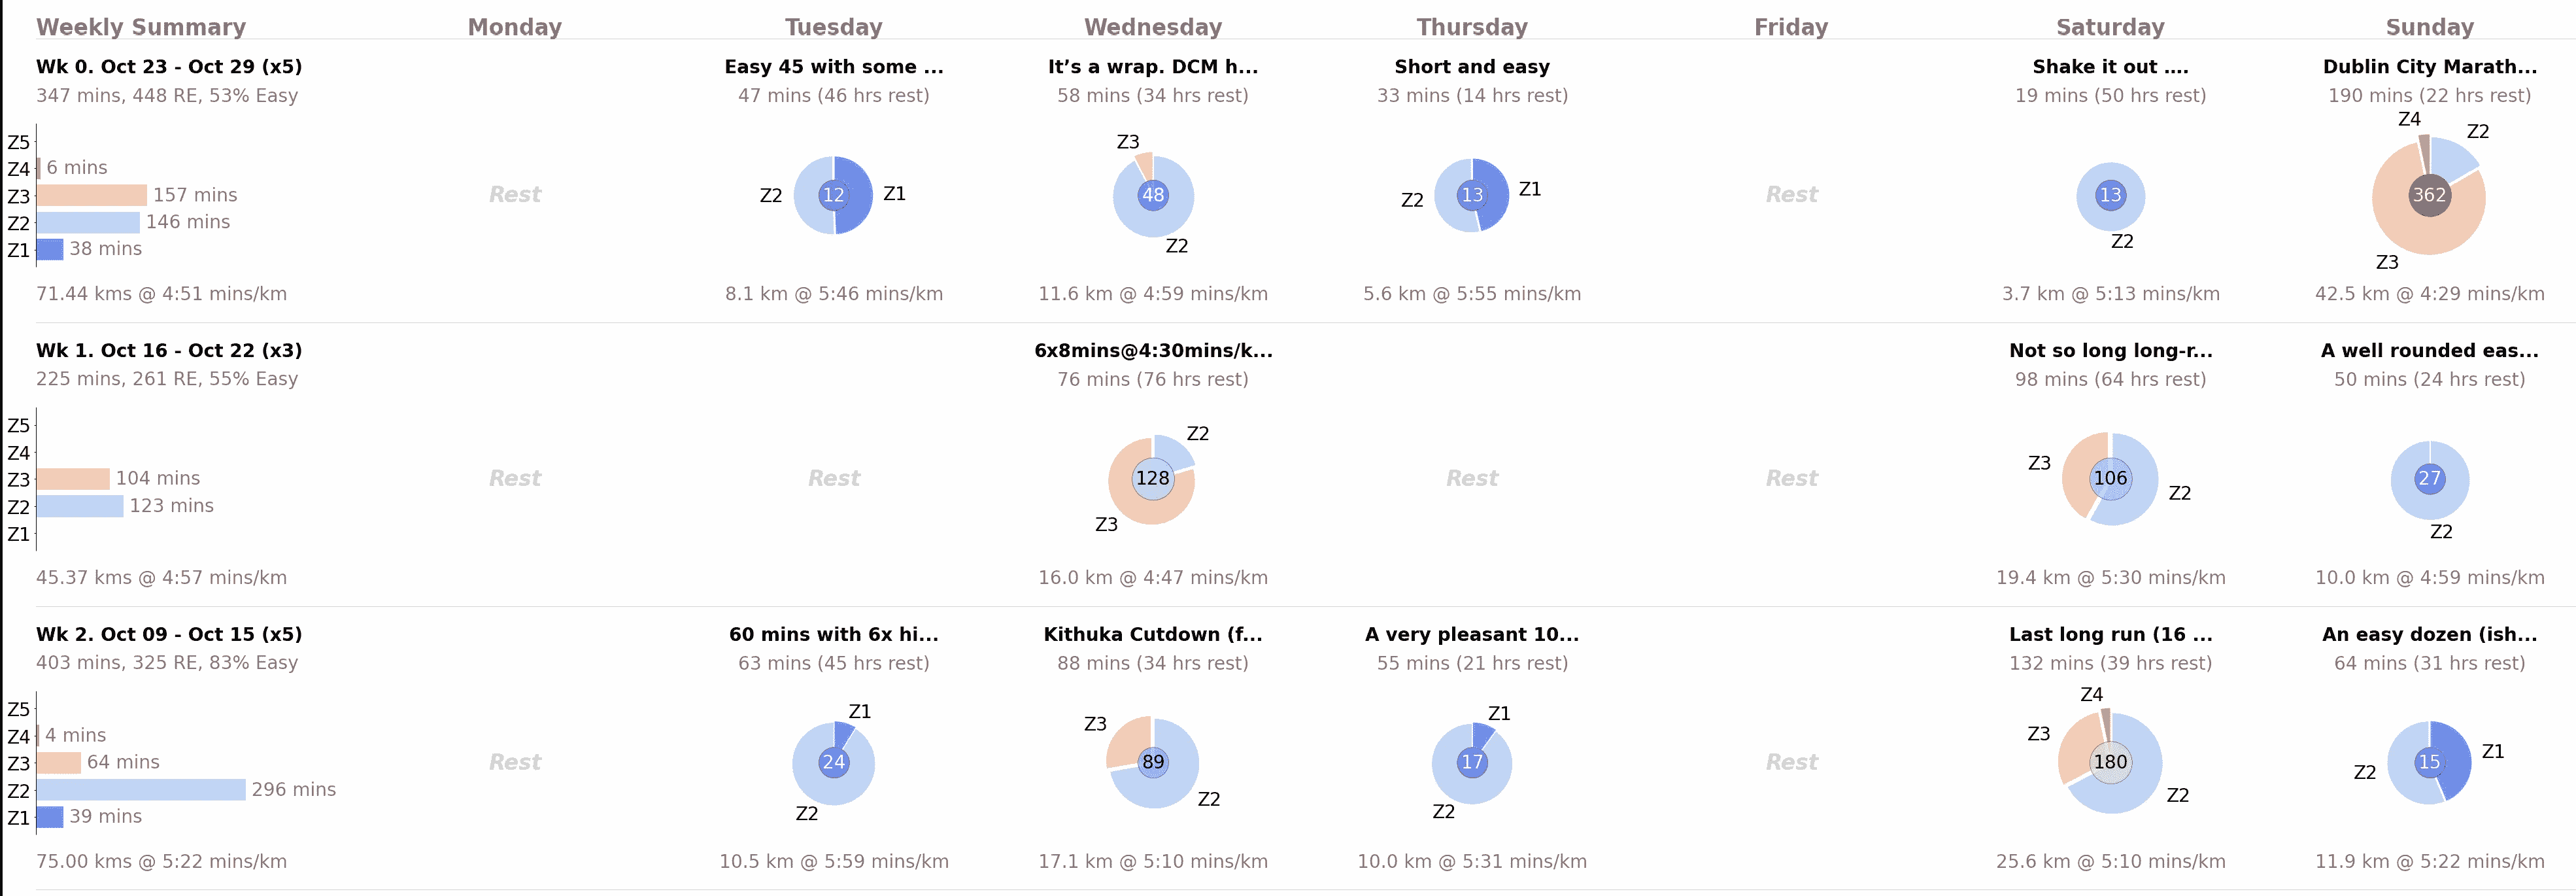 Weekly Summary Monday Tuesday Wednesday Thursday Friday Saturday Sunday
Wk 0. Oct 23 - Oct 29 (x5) Easy 45 with some ... It’s a wrap. DCM h... Short and easy Shake it out .... Dublin City Marath...
347 mins, 448 RE, 53% Easy 47 mins (46 hrs rest) 58 mins (34 hrs rest) 33 mins (14 hrs rest) 19 mins (50 hrs rest) 190 mins (22 hrs rest)
Z4
Z2
Z5 Z3
Z4 6 mins
Z3 157 mins Rest Z2 12 Z1 48 Z2 13 Z1 Rest 13 362
Z2 146 mins
Z1 38 mins Z2 Z2 Z3
71.44 kms @ 4:51 mins/km 8.1 km @ 5:46 mins/km 11.6 km @ 4:59 mins/km 5.6 km @ 5:55 mins/km 3.7 km @ 5:13 mins/km 42.5 km @ 4:29 mins/km
Wk 1. Oct 16 - Oct 22 (x3) 6x8mins@4:30mins/k... Not so long long-r... A well rounded eas...
225 mins, 261 RE, 55% Easy 76 mins (76 hrs rest) 98 mins (64 hrs rest) 50 mins (24 hrs rest)
Z5 Z2
Z4 Z3
Z3 104 mins Rest Rest 128 Rest Rest 106 27
Z2 123 mins Z2
Z1 Z3 Z2
45.37 kms @ 4:57 mins/km 16.0 km @ 4:47 mins/km 19.4 km @ 5:30 mins/km 10.0 km @ 4:59 mins/km
Wk 2. Oct 09 - Oct 15 (x5) 60 mins with 6x hi... Kithuka Cutdown (f... A very pleasant 10... Last long run (16 ... An easy dozen (ish...
403 mins, 325 RE, 83% Easy 63 mins (45 hrs rest) 88 mins (34 hrs rest) 55 mins (21 hrs rest) 132 mins (39 hrs rest) 64 mins (31 hrs rest)
Z4
Z5 Z1 Z3 Z1
Z4 4 mins Z3 Z1
Z3 64 mins Rest 24 89 17 Rest 180 Z2 15
Z2 296 mins Z2 Z2
Z1 39 mins Z2 Z2
75.00 kms @ 5:22 mins/km 10.5 km @ 5:59 mins/km 17.1 km @ 5:10 mins/km 10.0 km @ 5:31 mins/km 25.6 km @ 5:10 mins/km 11.9 km @ 5:22 mins/km